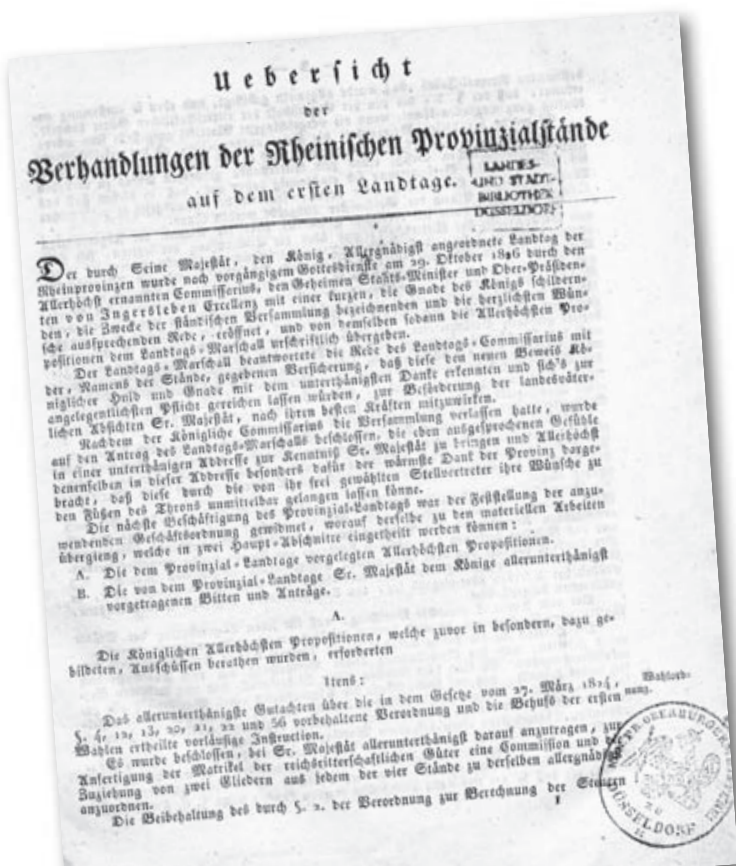 Uebersicht
der
Verhandlungen der Rheinischen Provinzialstände
auf dem ersten Landtage.
LANDES-
UND STADT-
BIBLIOTHEK
DÜSSELDORF
Der durch Seine Majestät, den König, Allergnädigst angeordnete Landtag der
Rheinprovinzen wurde nach vorgängigem Gottesdienste am 29. Oktober 1826 durch den
Allerhöchst ernannten Commissarius, den Geheimen Staats-Minister und Ober-Präsiden-
ten von Ingersleben Excellenz mit einer kurzen, die Gnade des Königs schildern-
den, die Zwecke der ständischen Versammlung bezeichnenden und die herzlichsten Wün-
sche aussprechenden Rede, eröffnet, und von demselben sodann die Allerhöchsten Pro-
positionen dem Landtags-Marschall urschriftlich übergeben.
Der Landtags-Marschall beantwortete die Rede des Landtags-Commissarius mit
der, Namens der Stände, gegebenen Versicherung, daß diese den neuen Beweis Kö-
niglicher Huld und Gnade mit dem unterthänigsten Danke erkennten und sich's zur
angelegentlichsten Pflicht gereichen lassen würden, zur Beförderung der landesväter-
lichen Absichten Sr. Majestät, nach ihren besten Kräften mitzuwirken.
Nachdem der Königliche Commissarius die Versammlung verlassen hatte, wurde
auf den Antrag des Landtags-Marschalls beschlossen, die eben ausgesprochenen Gefühle
in einer unterthänigen Addresse zur Kenntniß Sr. Majestät zu bringen und Allerhöchst
denenselben in dieser Addresse besonders dafür der wärmste Dank der Provinz darge-
bracht, daß diese durch die von ihr frei gewählten Stellvertreter ihre Wünsche zu
den Füßen des Throns unmittelbar gelangen lassen könne.
Die nächste Beschäftigung des Provinzial-Landtags war der Feststellung der anzu-
wendenden Geschäftsordnung gewidmet, worauf derselbe zu den materiellen Arbeiten
übergieng, welche in zwei Haupt-Abschnitte eingetheilt werden können:
A. Die dem Provinzial-Landtage vorgelegten Allerhöchsten Propositionen.
B. Die von dem Provinzial-Landtage Sr. Majestät dem Könige allerunterthänigst
vorgetragenen Bitten und Anträge.
A.
Die Königlichen Allerhöchsten Propositionen, welche zuvor in besondern, dazu ge-
bildeten, Ausschüssen berathen wurden, erforderten
1tens:
Das allerunterthänigste Gutachten über die in dem Gesetze vom 27. März 1824, Wahlord-
§. 4, 12, 13, 20, 21, 22 und 56 vorbehaltene Verordnung und die Behufs der ersten nung.
Wahlen ertheilte vorläufige Instruction.
Es wurde beschlossen, bei Sr. Majestät allerunterthänigst darauf anzutragen, zur
Anfertigung der Matrikel der reichsritterschaftlichen Güter eine Commission und
Zuziehung von zwei Gliedern aus jedem der vier Stände zu derselben allergnädigst
anzuordnen.
Die Beibehaltung des durch §. 2. der Verordnung zur Berechnung der Steuern
1
DÜSSELDORF